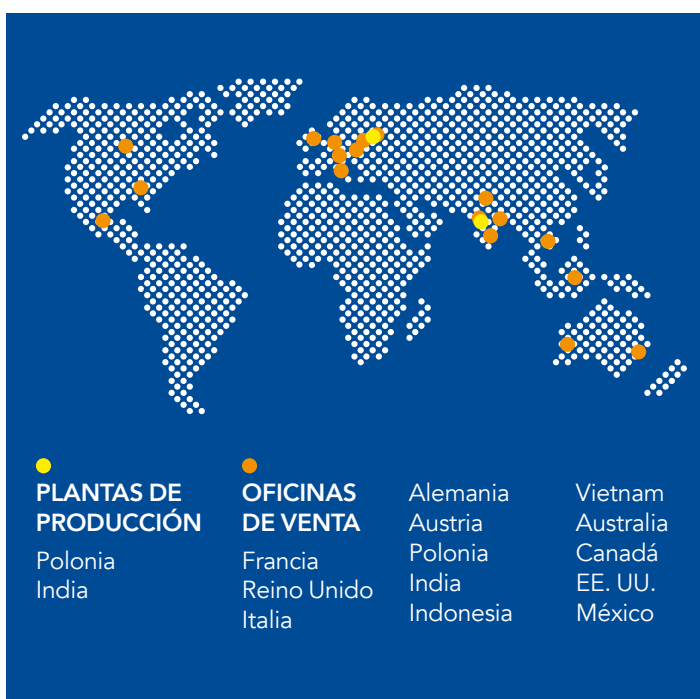 PLANTAS DE
PRODUCCIÓN
Polonia
India
OFICINAS
DE VENTA
Francia
Reino Unido
Italia
Alemania
Austria
Polonia
India
Indonesia
Vietnam
Australia
Canadá
EE. UU.
México